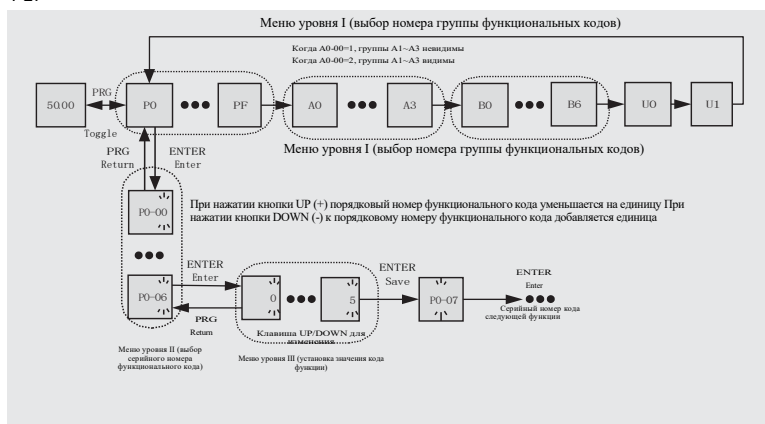 Меню уровня I (выбор номера группы функциональных кодов)
Когда A0-00=1, группы A1~A3 невидимы
Когда A0-00=2, группы A1~A3 видимы
50.00
PRG
Toggle
P0
PF
A0
A3
B0
B6
U0
U1
Меню уровня I (выбор номера группы функциональных кодов)
PRG
Return
ENTER
Enter
P0-00
При нажатии кнопки UP (+) порядковый номер функционального кода уменьшается на единицу При
нажатии кнопки DOWN (-) к порядковому номеру функционального кода добавляется единица
P0-06
ENTER
Enter
PRG
Return
0
5
Клавиша UP/DOWN для
изменения
ENTER
Save
P0-07
ENTER
Enter
Серийный номер кода
следующей функции
Меню уровня II (выбор
серийного номера
функционального кода)
Меню уровня III (установка значения кода
функции)